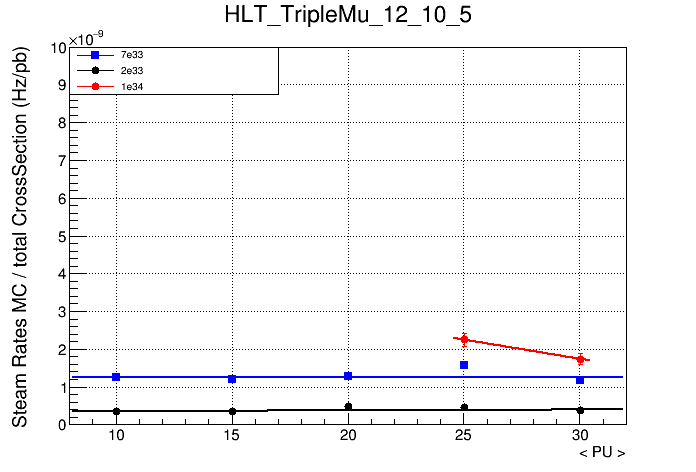 HLT_TripleMu_12_10_5
×10⁻⁹
Steam Rates MC / total CrossSection (Hz/pb)
7e33
2e33
1e34
10
9
8
7
6
5
4
3
2
1
0
10 15 20 25 30
< PU >